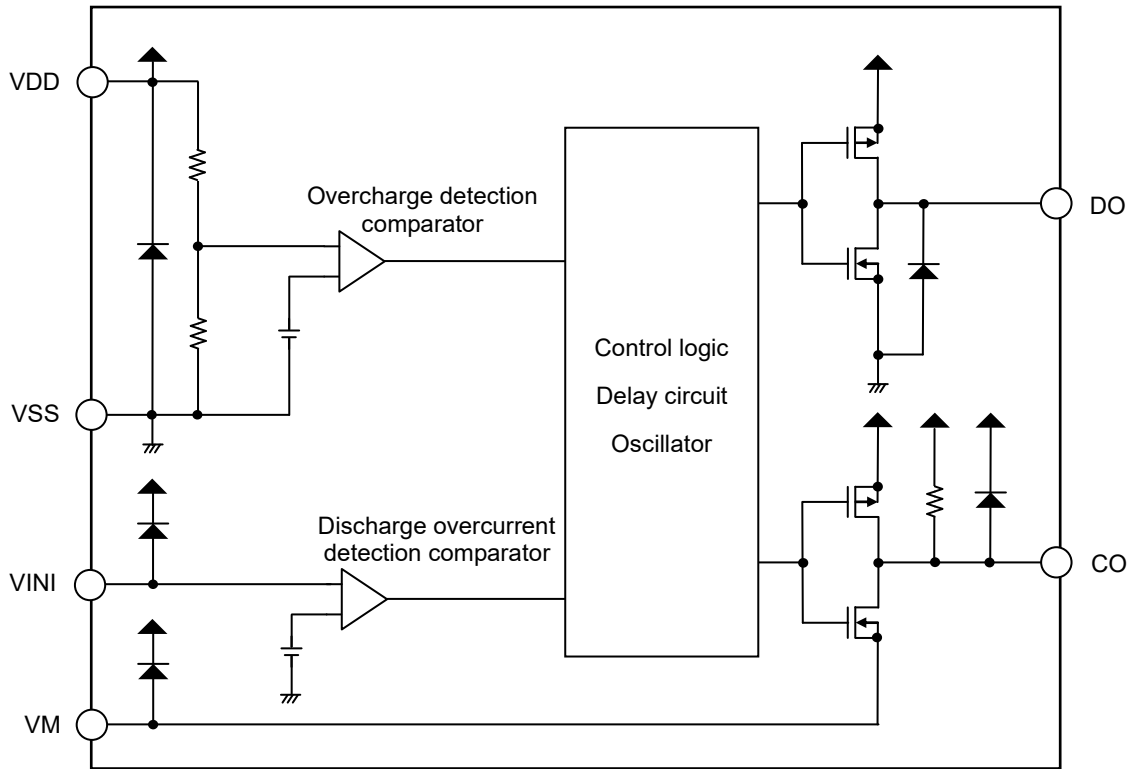 VDD
Overcharge detection
comparator
DO
VSS
Control logic
Delay circuit
Oscillator
VINI
Discharge overcurrent
detection comparator
CO
VM